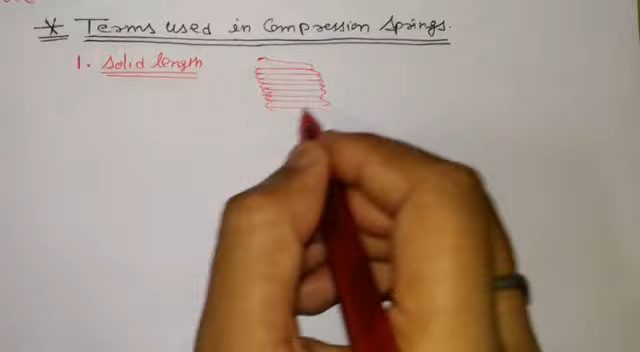 * Terms used in Compression Springs.
1. Solid length